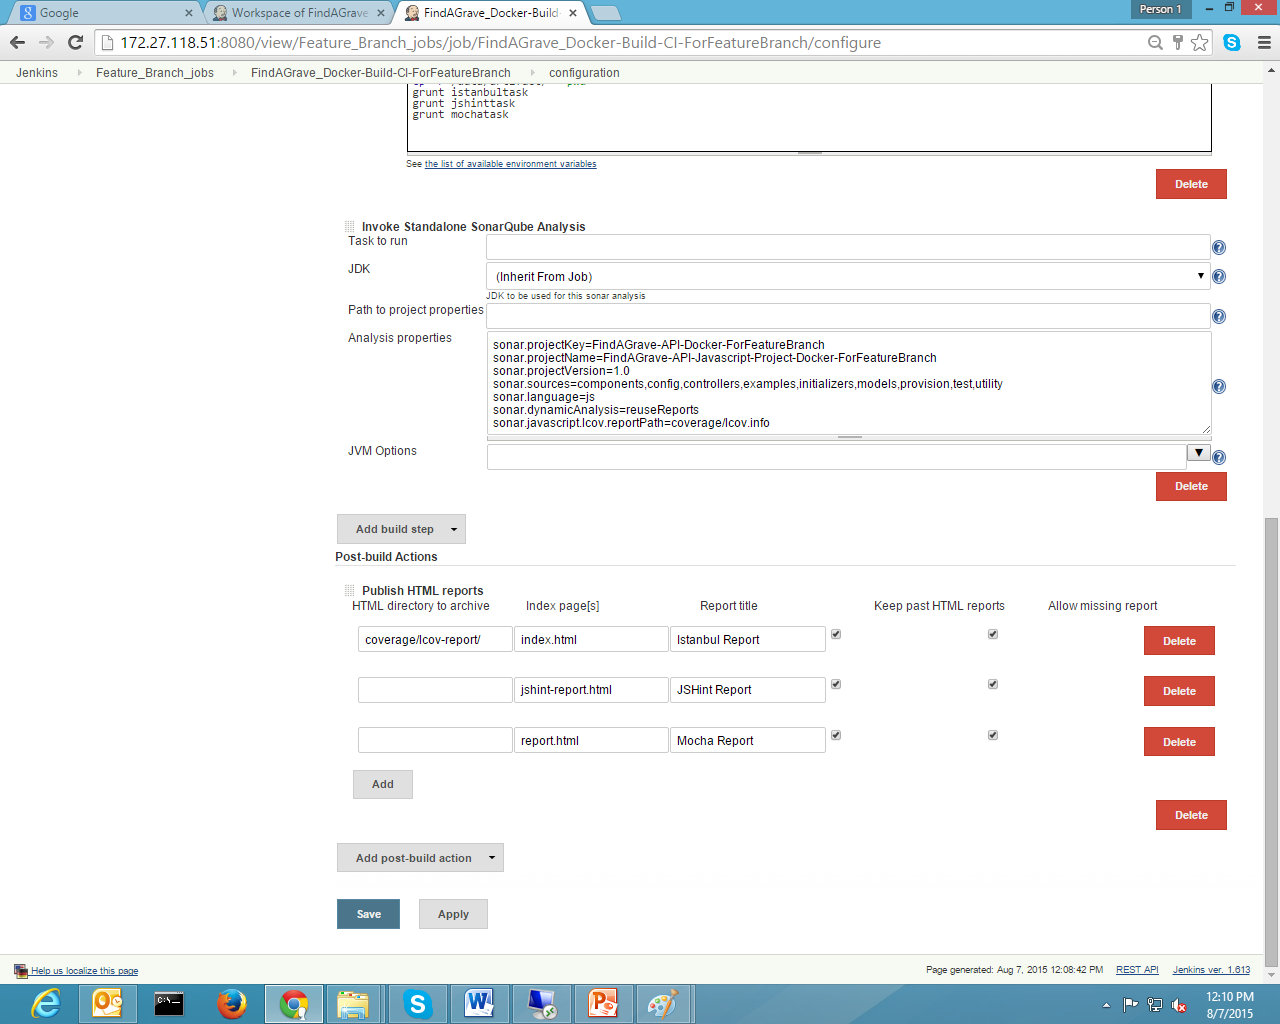 Google
Workspace of FindAGrave
FindAGrave_Docker-Build-
Person 1
172.27.118.51:8080/view/Feature_Branch_jobs/job/FindAGrave_Docker-Build-CI-ForFeatureBranch/configure
Jenkins
Feature_Branch_jobs
FindAGrave_Docker-Build-CI-ForFeatureBranch
configuration
grunt istanbultask
grunt jshinttask
grunt mochatask
See the list of available environment variables
Delete
Invoke Standalone SonarQube Analysis
Task to run
JDK
(Inherit From Job)
JDK to be used for this sonar analysis
Path to project properties
Analysis properties
sonar.projectKey=FindAGrave-API-Docker-ForFeatureBranch
sonar.projectName=FindAGrave-API-Javascript-Project-Docker-ForFeatureBranch
sonar.projectVersion=1.0
sonar.sources=components,config,controllers,examples,initializers,models,provision,test,utility
sonar.language=js
sonar.dynamicAnalysis=reuseReports
sonar.javascript.lcov.reportPath=coverage/lcov.info
JVM Options
Delete
Add build step
Post-build Actions
Publish HTML reports
HTML directory to archive Index page[s] Report title Keep past HTML reports Allow missing report
coverage/lcov-report/ index.html Istanbul Report Delete
jshint-report.html JSHint Report Delete
report.html Mocha Report Delete
Add
Delete
Add post-build action
Save Apply
Help us localize this page
Page generated: Aug 7, 2015 12:08:42 PM REST API Jenkins ver. 1.613
12:10 PM
8/7/2015